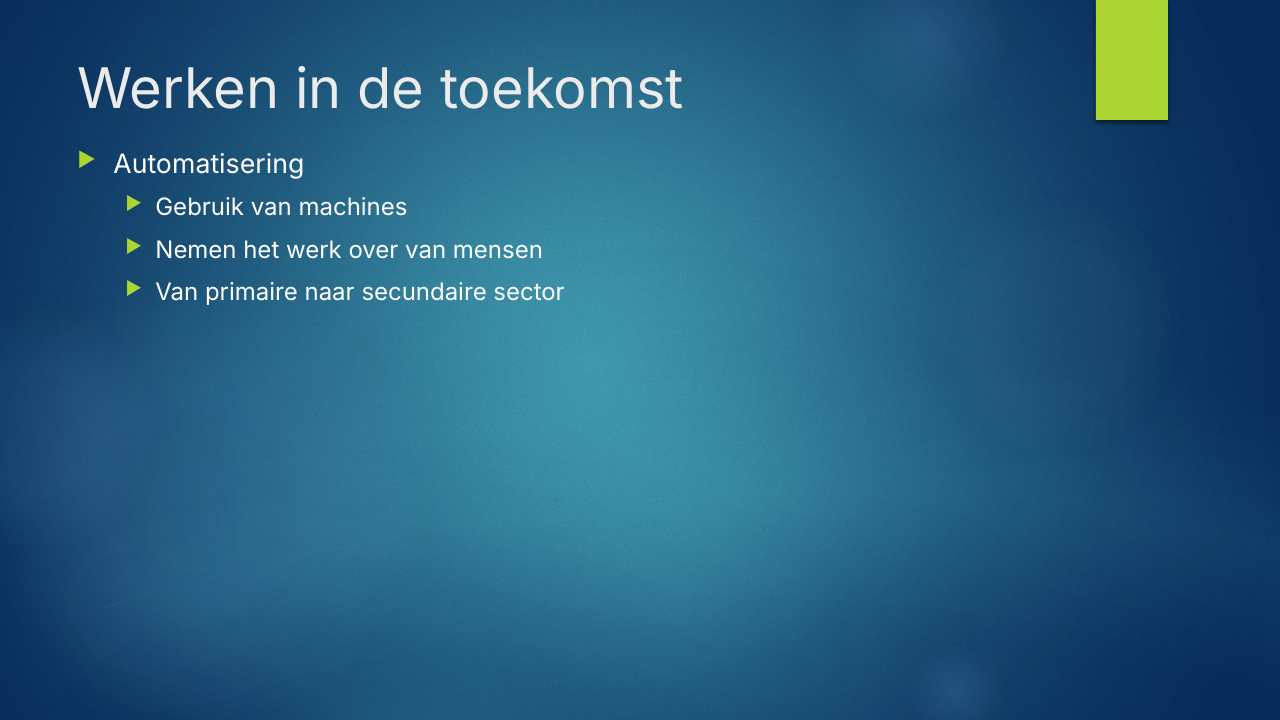 Werken in de toekomst
Automatisering
Gebruik van machines
Nemen het werk over van mensen
Van primaire naar secundaire sector